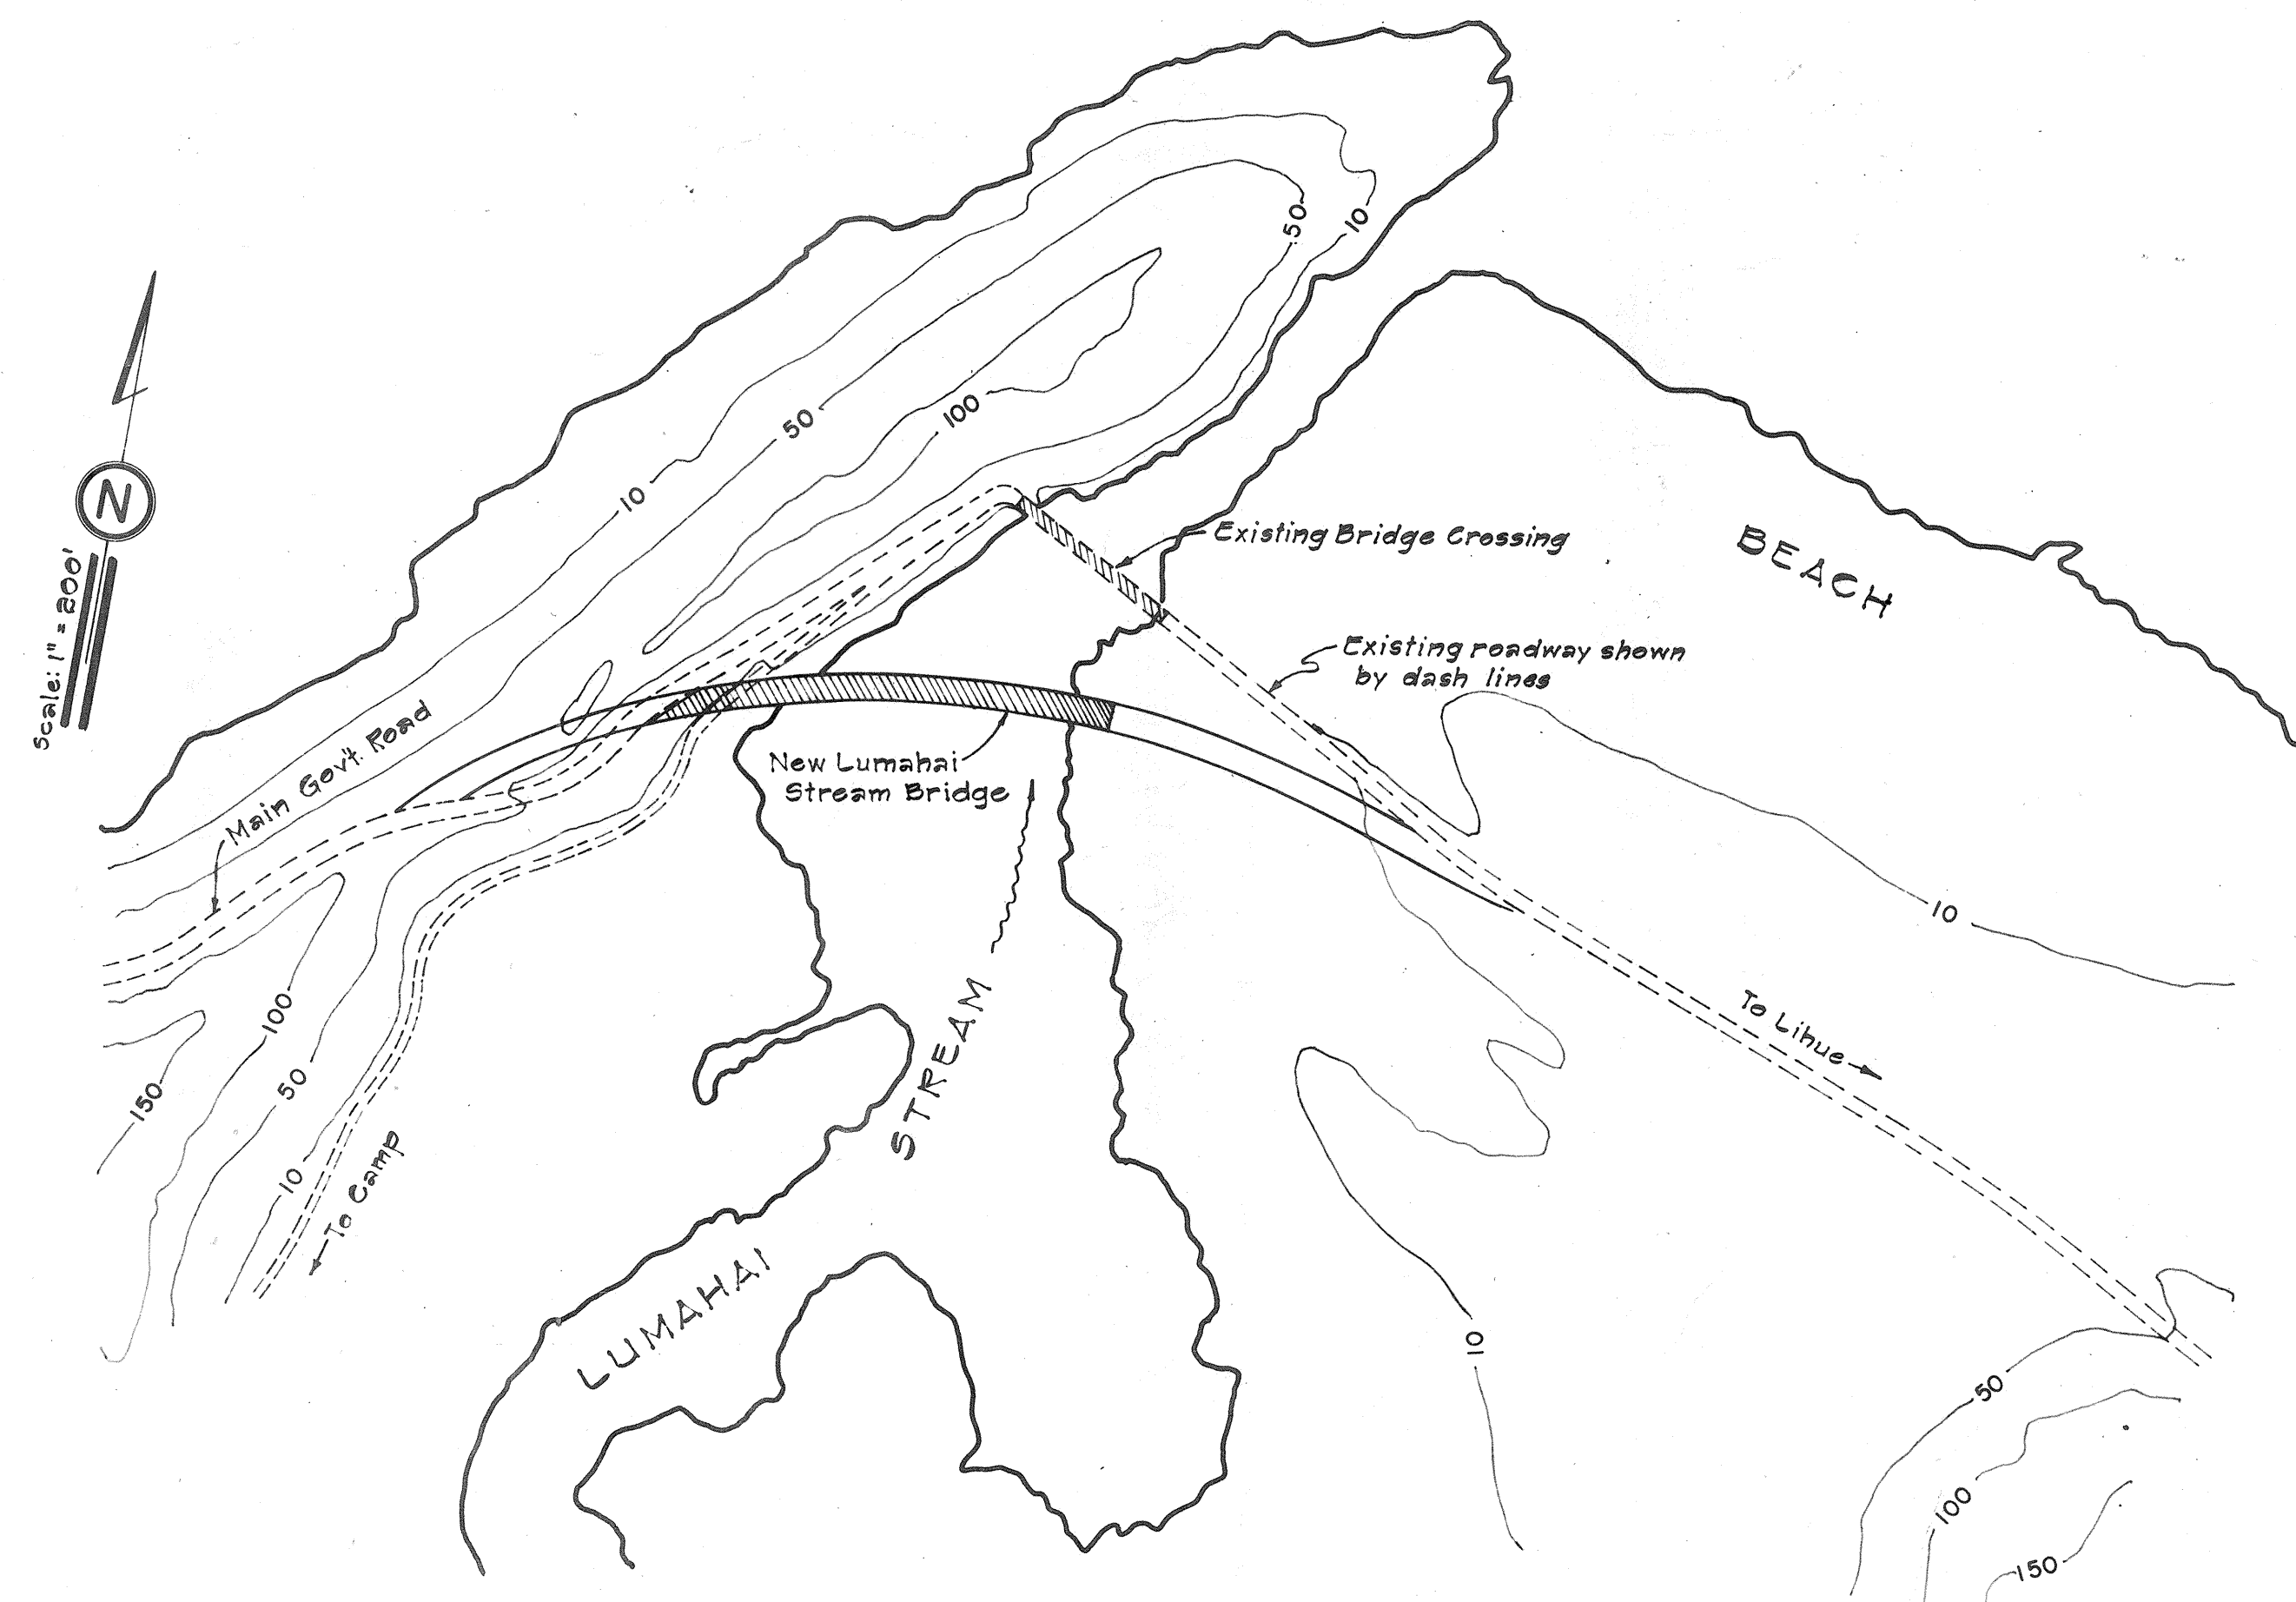 50
10
50
100
10
N
Scale: 1" = 200'
Existing Bridge Crossing
BEACH
Existing roadway shown
by dash lines
Main Gov't. Road
New Lumahai
Stream Bridge
10
To Lihue
100
50
150
10
To Camp
STREAM
LUMAHAI
10
50
100
150